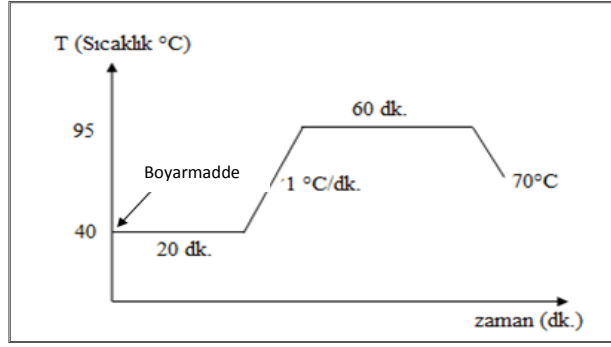 T (Sıcaklık °C)
60 dk.
95
Boyarmadde
1 °C/dk.
70°C
40
20 dk.
zaman (dk.)